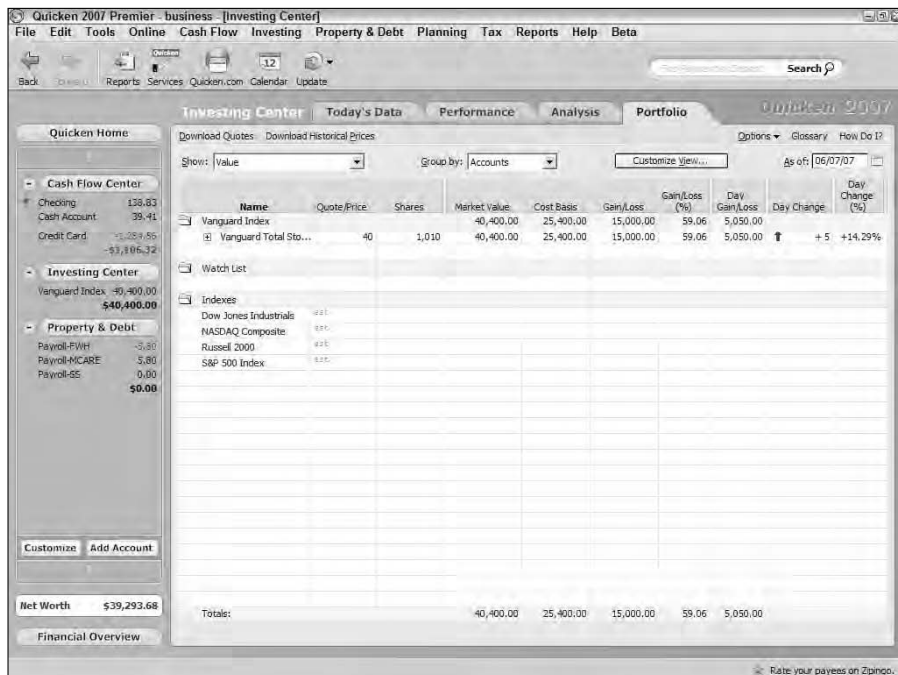 Quicken 2007 Premier - business - [Investing Center]
File Edit Tools Online Cash Flow Investing Property & Debt Planning Tax Reports Help Beta
Back Reports Services Quicken.com Calendar Update Search
Investing Center Today's Data Performance Analysis Portfolio Quicken 2007
Quicken Home
Download Quotes Download Historical Prices Options Glossary How Do I?
Show: Value Group by: Accounts Customize View... As of: 06/07/07
Cash Flow Center
Checking 138.83
Cash Account 39.41
Credit Card
Investing Center
Vanguard Index 40,400.00
$40,400.00
Property & Debt
Payroll-FWH
Payroll-MCARE 5.80
Payroll-SS 0.00
$0.00
Customize Add Account
Net Worth $39,293.68
Financial Overview
Name Quote/Price Shares Market Value Cost Basis Gain/Loss Gain/Loss (%) Day Gain/Loss Day Change Day Change (%)
Vanguard Index 40,400.00 25,400.00 15,000.00 59.06 5,050.00
Vanguard Total Sto... 40 1,010 40,400.00 25,400.00 15,000.00 59.06 5,050.00 +5 +14.29%
Watch List
Indexes
Dow Jones Industrials est.
NASDAQ Composite est.
Russell 2000 est.
S&P 500 Index est.
Totals: 40,400.00 25,400.00 15,000.00 59.06 5,050.00
Rate your payees on Zipingo.